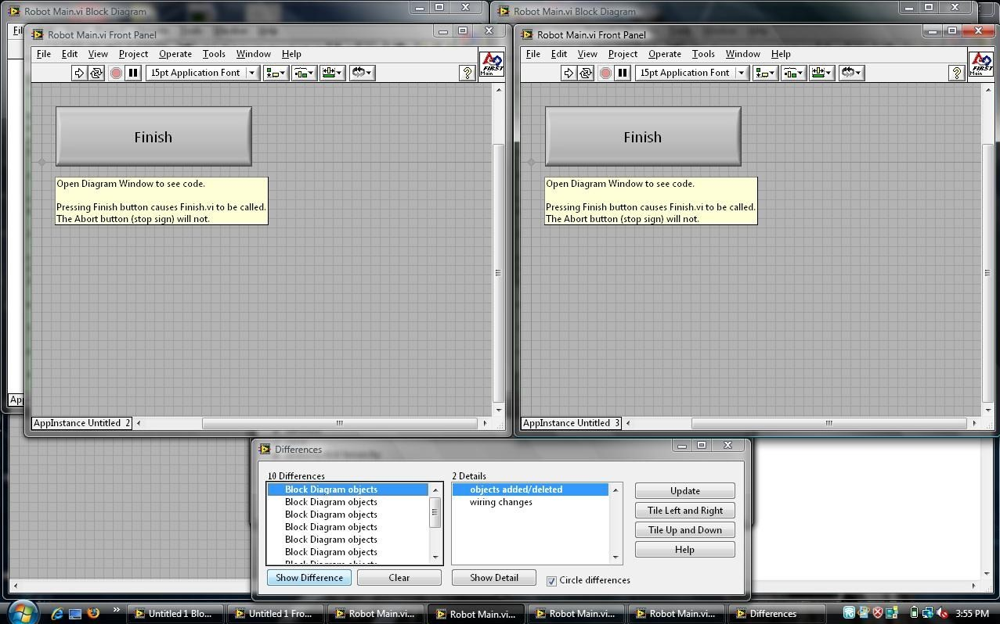 Robot Main.vi Block Diagram
Robot Main.vi Block Diagram
Fi
Robot Main.vi Front Panel
File Edit View Project Operate Tools Window Help
15pt Application Font
?
FIRST
Main
Finish
Open Diagram Window to see code.
Pressing Finish button causes Finish.vi to be called.
The Abort button (stop sign) will not.
App
AppInstance Untitled 2
Robot Main.vi Front Panel
File Edit View Project Operate Tools Window Help
15pt Application Font
?
FIRST
Main
Finish
Open Diagram Window to see code.
Pressing Finish button causes Finish.vi to be called.
The Abort button (stop sign) will not.
AppInstance Untitled 3
Differences
10 Differences
Block Diagram objects
Block Diagram objects
Block Diagram objects
Block Diagram objects
Block Diagram objects
Block Diagram objects
Block Diagram objects
Show Difference
Clear
2 Details
objects added/deleted
wiring changes
Show Detail
Circle differences
Update
Tile Left and Right
Tile Up and Down
Help
Untitled 1 Blo...
Untitled 1 Fro...
Robot Main.vi...
Robot Main.vi...
Robot Main.vi...
Robot Main.vi...
Differences
3:55 PM